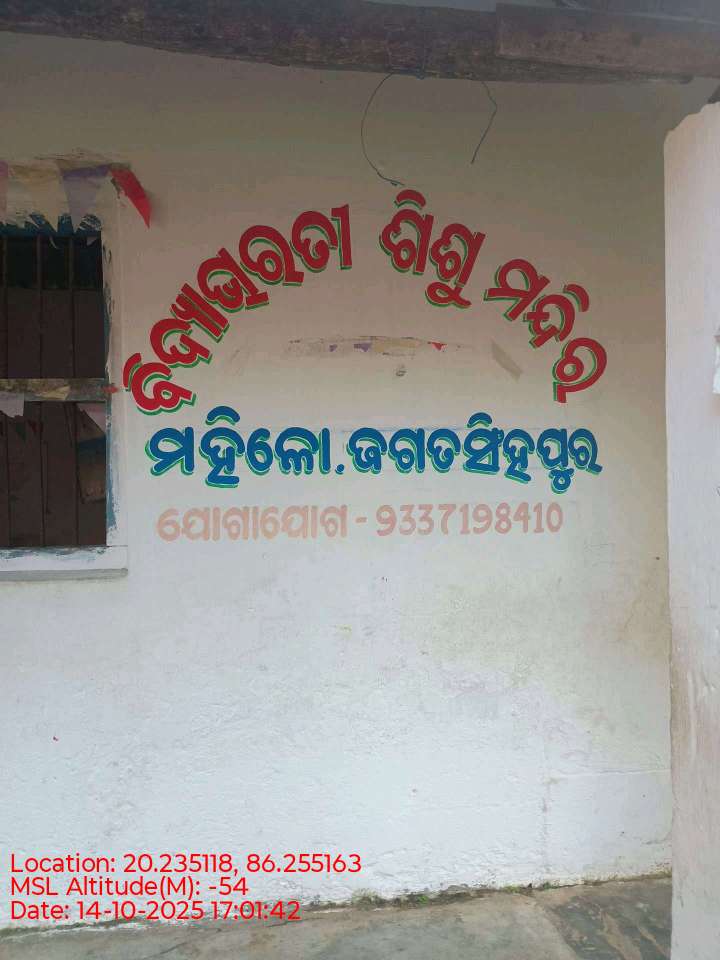 ବିଦ୍ୟାଭାରତୀ ଶିଶୁ ମନ୍ଦିର
ମହିଳୋ.ଜଗତସିଂହପୁର
ଯୋଗାଯୋଗ - 9337198410
Location: 20.235118, 86.255163
MSL Altitude(M): -54
Date: 14-10-2025 17:01:42